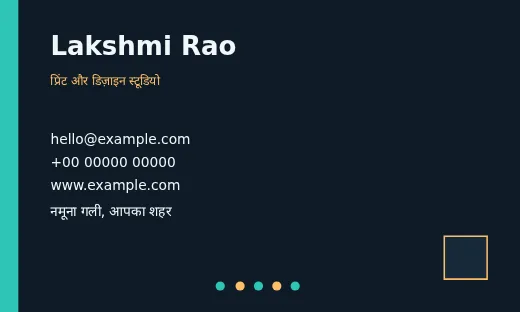 Lakshmi Rao
प्रिंट और डिज़ाइन स्टूडियो
hello@example.com
+00 00000 00000
www.example.com
नमूना गली, आपका शहर